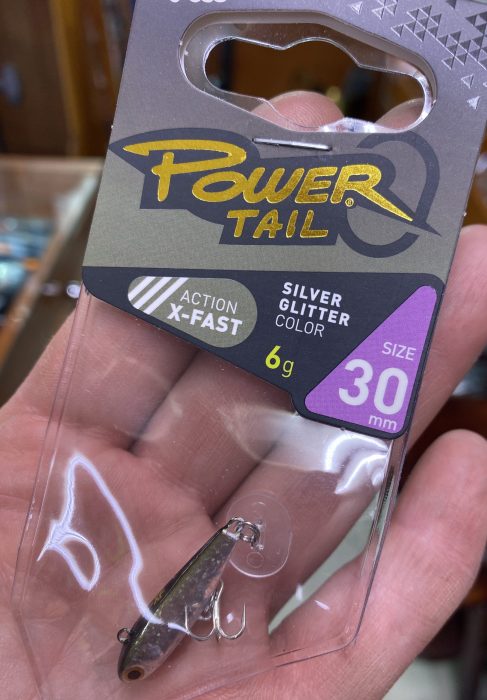 POWER®
TAIL
ACTION
X-FAST
SILVER
GLITTER
COLOR
6g
SIZE
30
mm